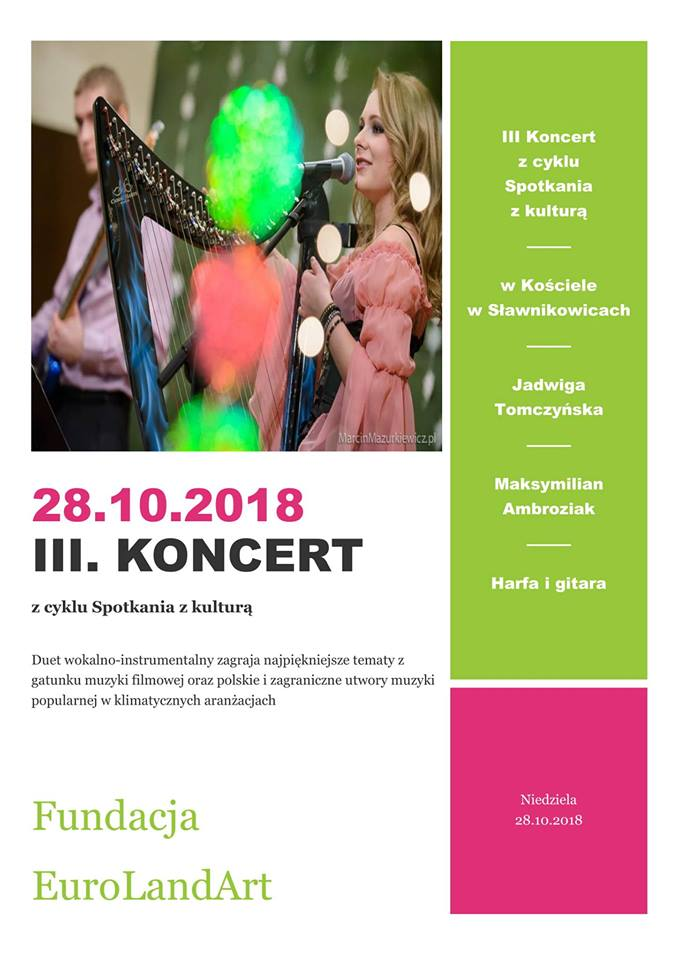 MarcinMazurkiewicz.pl
28.10.2018
III. KONCERT
z cyklu Spotkania z kulturą
Duet wokalno-instrumentalny zagraja najpiękniejsze tematy z
gatunku muzyki filmowej oraz polskie i zagraniczne utwory muzyki
popularnej w klimatycznych aranżacjach
Fundacja
EuroLandArt
III Koncert
z cyklu
Spotkania
z kulturą
w Kościele
w Sławnikowicach
Jadwiga
Tomczyńska
Maksymilian
Ambroziak
Harfa i gitara
Niedziela
28.10.2018